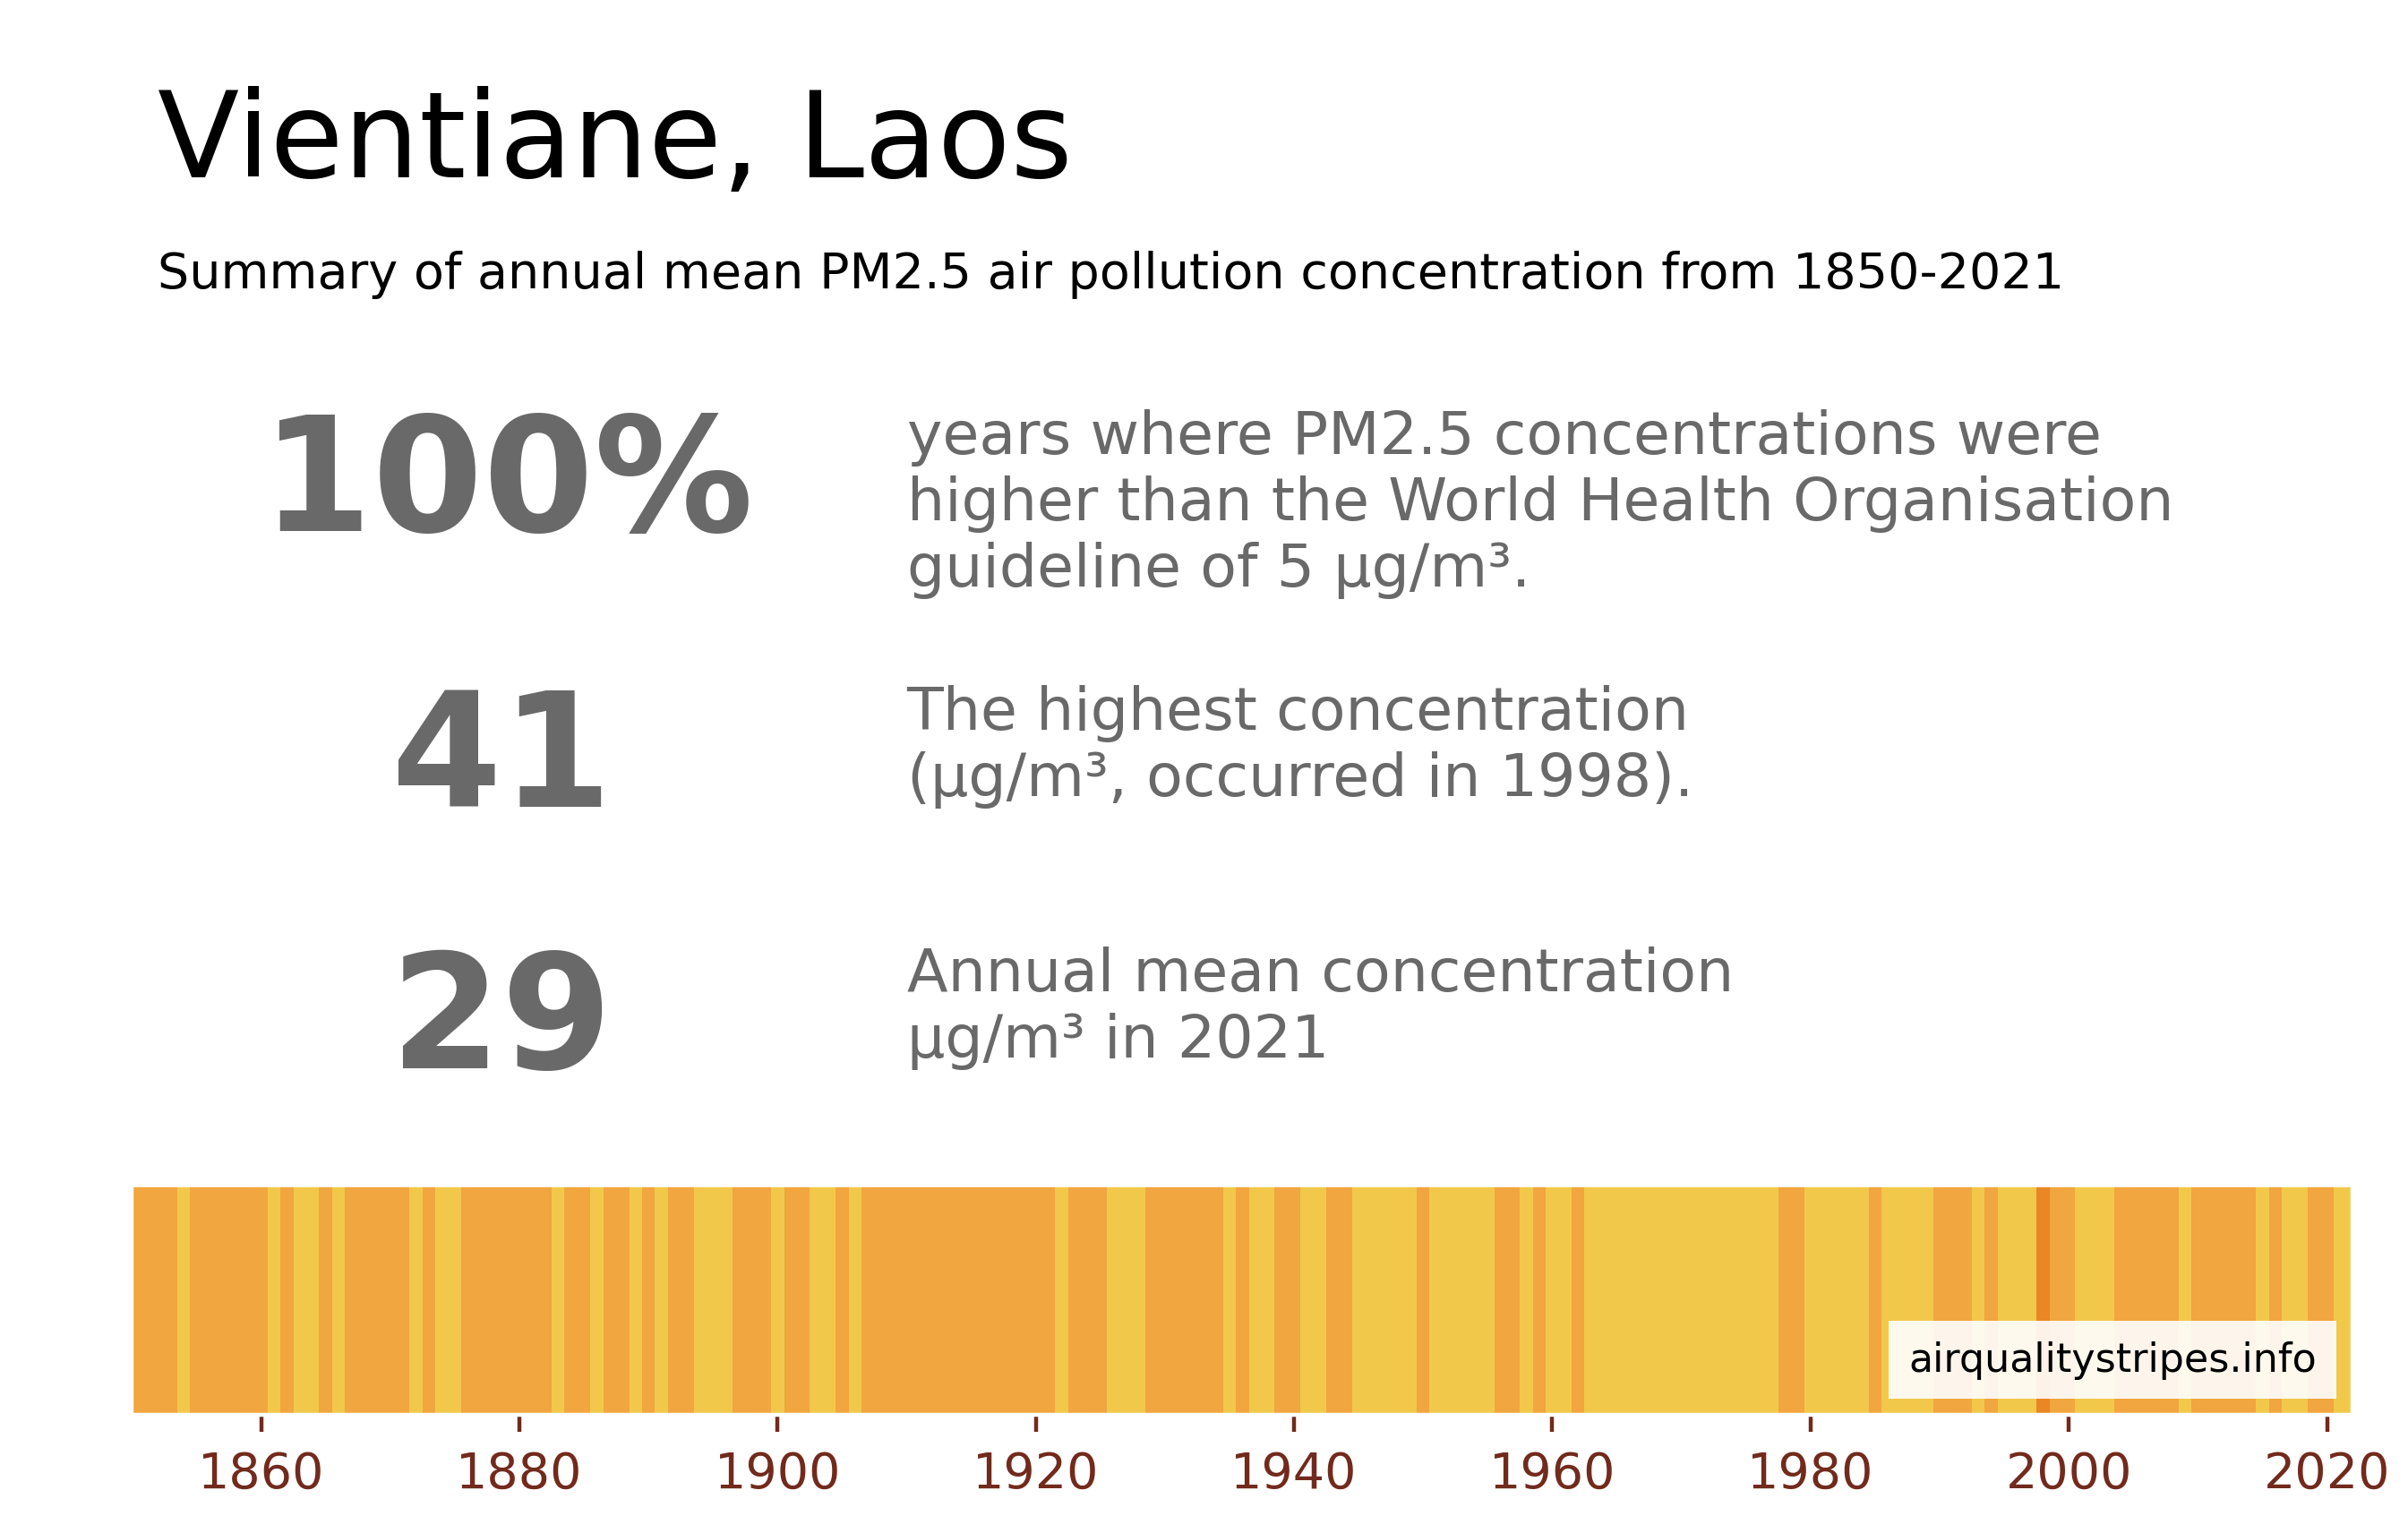 Vientiane, Laos
Summary of annual mean PM2.5 air pollution concentration from 1850-2021
100%
years where PM2.5 concentrations were
higher than the World Health Organisation
guideline of 5 µg/m³.
41
The highest concentration
(µg/m³, occurred in 1998).
29
Annual mean concentration
µg/m³ in 2021
airqualitystripes.info
1860 1880 1900 1920 1940 1960 1980 2000 2020